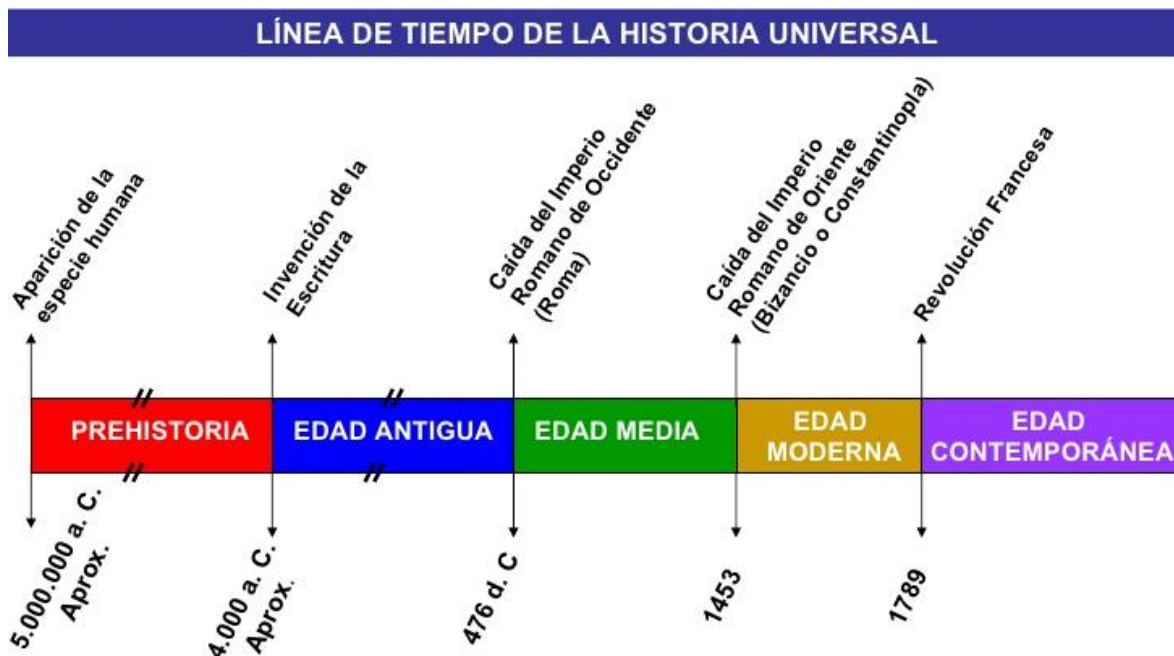 LÍNEA DE TIEMPO DE LA HISTORIA UNIVERSAL
Aparición de la
especie humana
Invención de la
Escritura
Caída del Imperio
Romano de Occidente
(Roma)
Caída del Imperio
Romano de Oriente
(Bizancio o Constantinopla)
Revolución Francesa
PREHISTORIA
EDAD ANTIGUA
EDAD MEDIA
EDAD
MODERNA
EDAD
CONTEMPORÁNEA
5.000.000 a. C.
Aprox.
4.000 a. C.
Aprox.
476 d. C
1453
1789